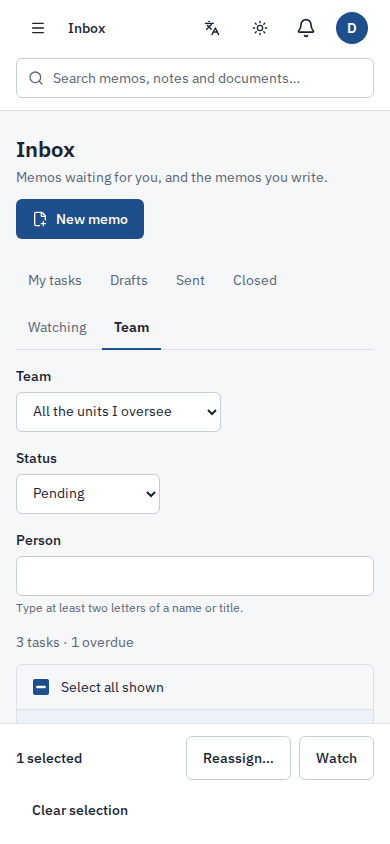 Inbox
D
Search memos, notes and documents...
Inbox
Memos waiting for you, and the memos you write.
New memo
My tasks Drafts Sent Closed
Watching Team
Team
All the units I oversee
Status
Pending
Person
Type at least two letters of a name or title.
3 tasks · 1 overdue
Select all shown
1 selected Reassign... Watch
Clear selection